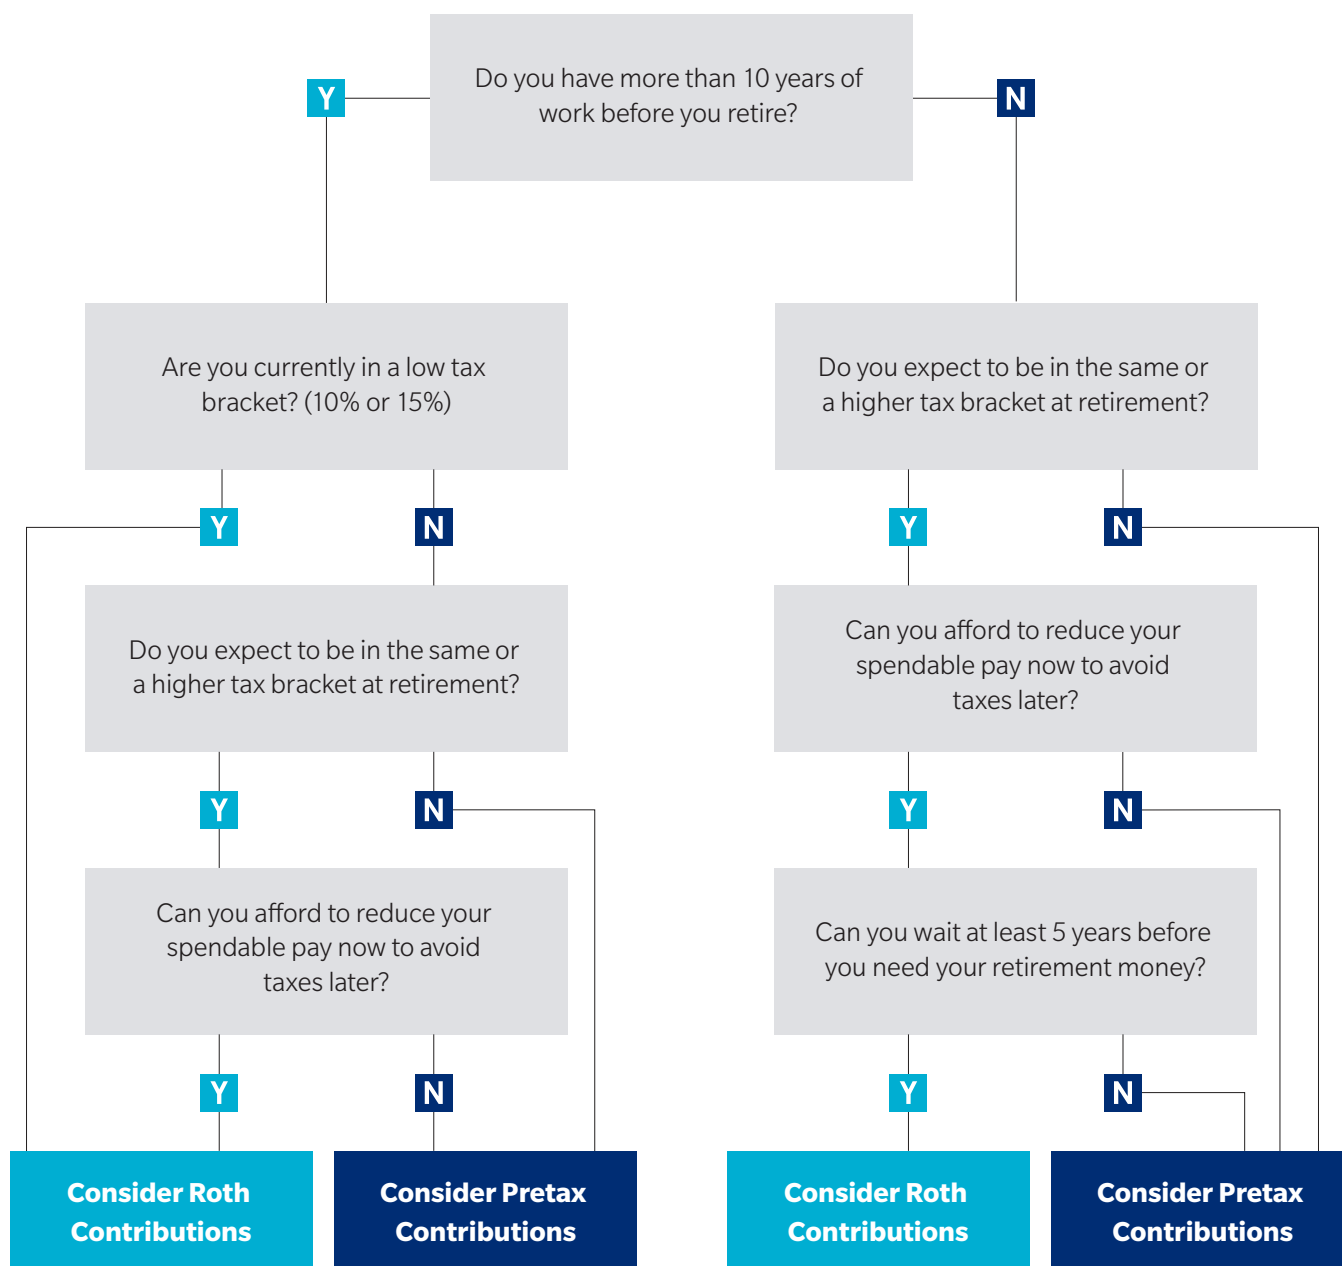 Do you have more than 10 years of
work before you retire?
Y
N
Are you currently in a low tax
bracket? (10% or 15%)
Do you expect to be in the same or
a higher tax bracket at retirement?
Y
N
Y
N
Do you expect to be in the same or
a higher tax bracket at retirement?
Can you afford to reduce your
spendable pay now to avoid
taxes later?
Y
N
Y
N
Can you afford to reduce your
spendable pay now to avoid
taxes later?
Can you wait at least 5 years before
you need your retirement money?
Y
N
Y
N
Consider Roth
Contributions
Consider Pretax
Contributions
Consider Roth
Contributions
Consider Pretax
Contributions